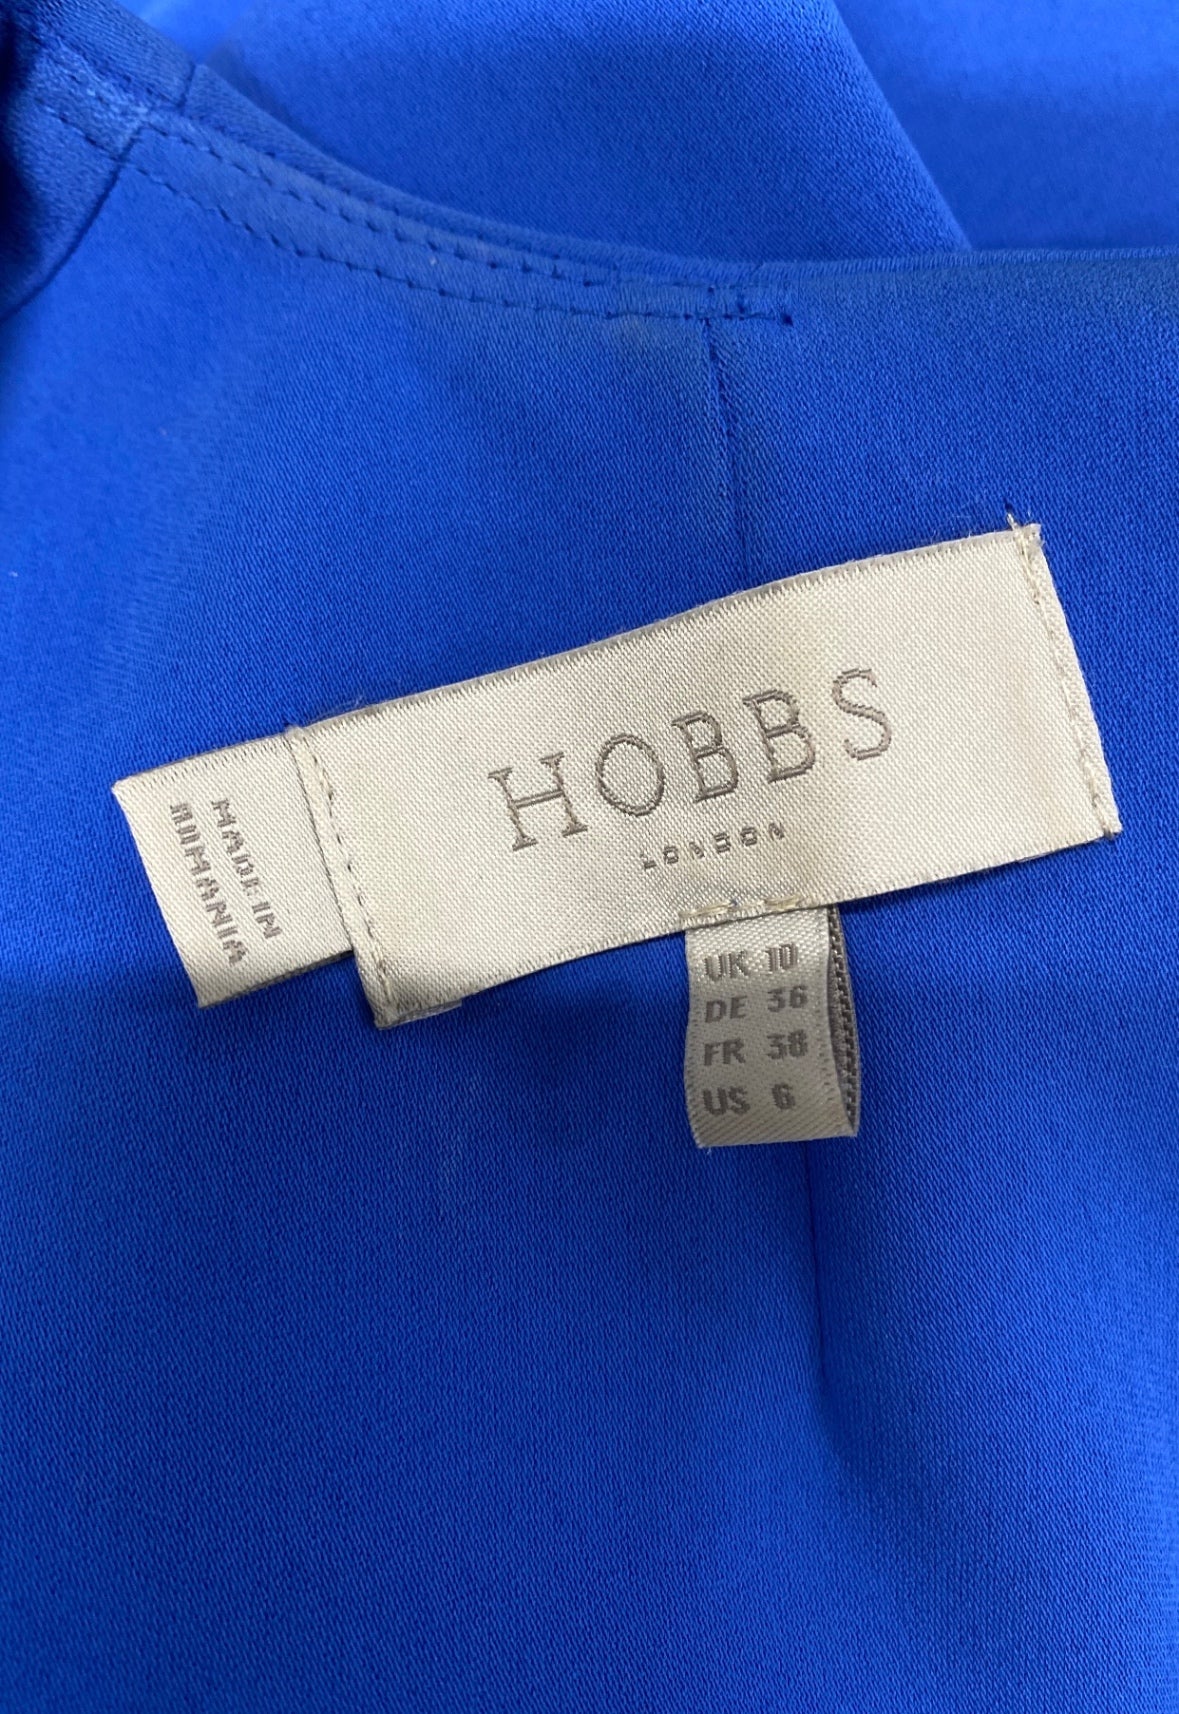 HOBBS
LONDON
MADE IN
ROMANIA
UK 10
DE 36
FR 38
US 6